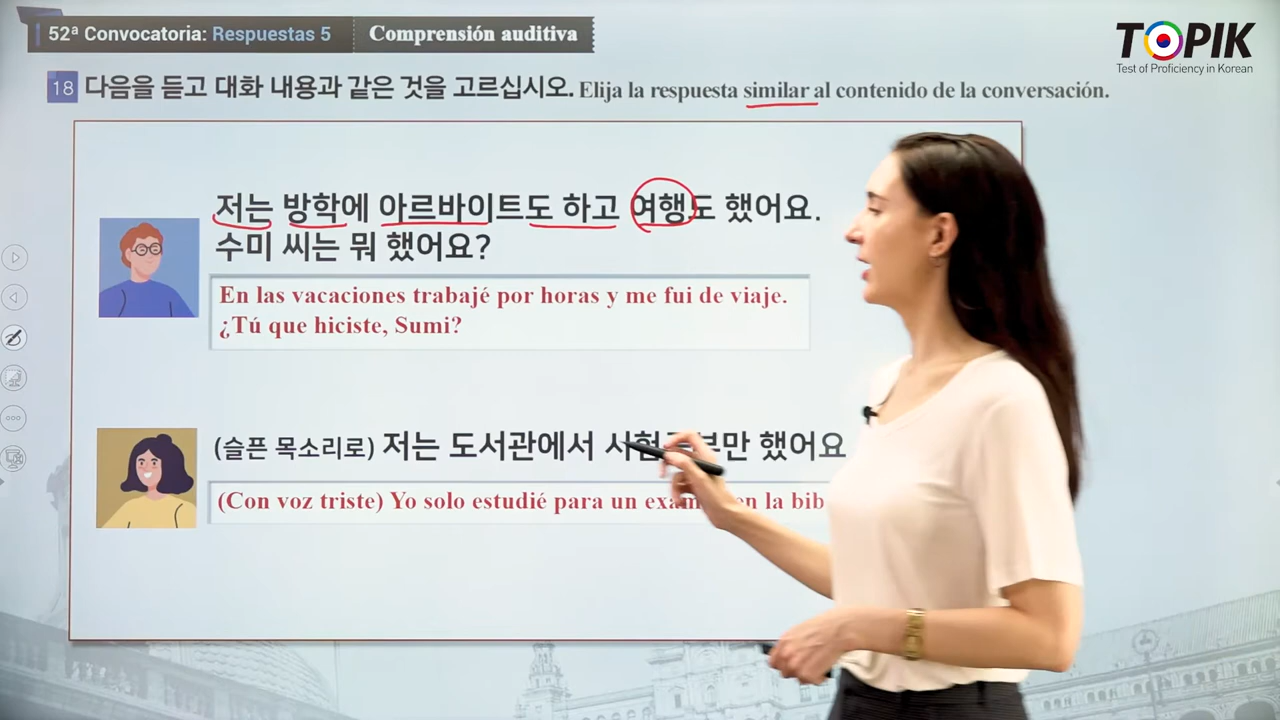 52ª Convocatoria: Respuestas 5 Comprensión auditiva
TOPIK
Test of Proficiency in Korean
18 다음을 듣고 대화 내용과 같은 것을 고르십시오. Elija la respuesta similar al contenido de la conversación.
저는 방학에 아르바이트도 하고 여행도 했어요.
수미 씨는 뭐 했어요?
En las vacaciones trabajé por horas y me fui de viaje.
¿Tú que hiciste, Sumi?
(슬픈 목소리로) 저는 도서관에서 했어요
(Con voz triste) Yo solo estudié para un en la